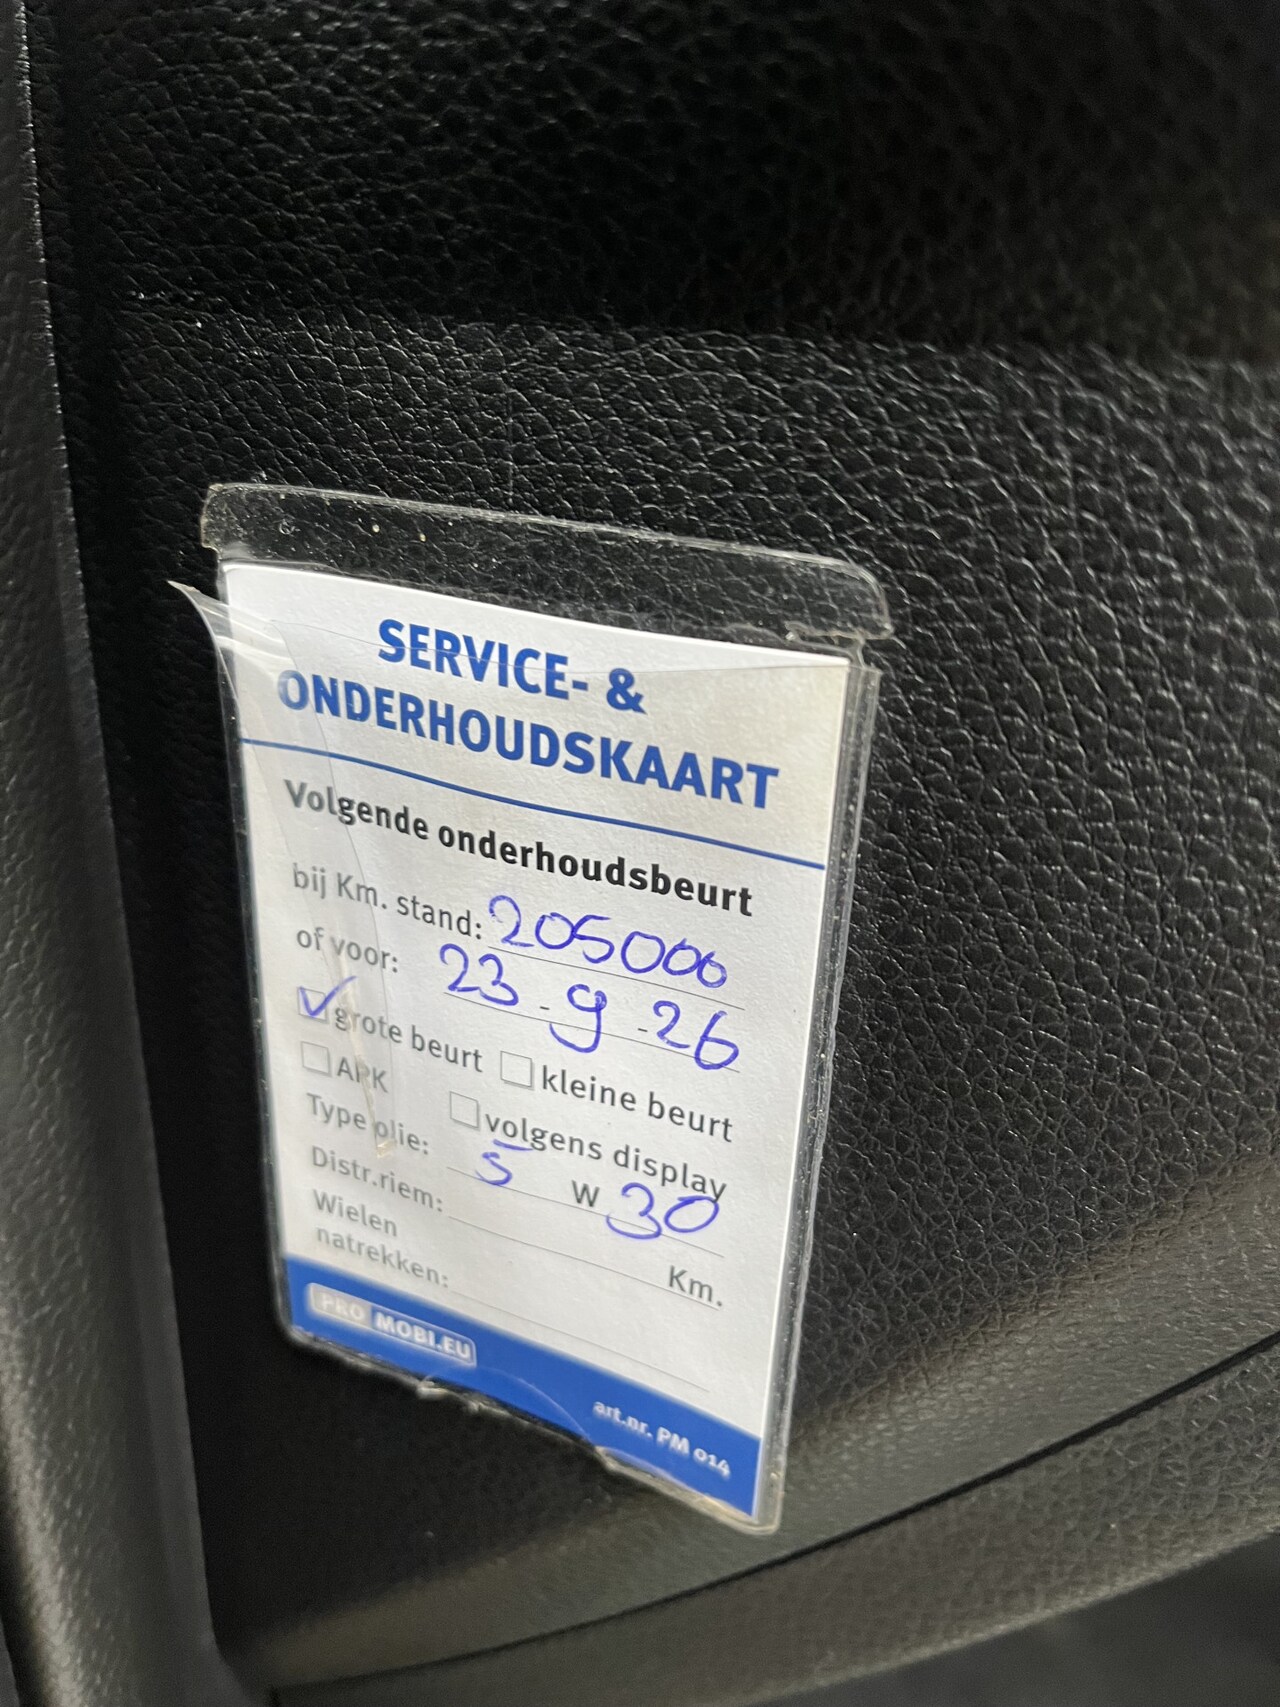 SERVICE- &
ONDERHOUDSKAART
Volgende onderhoudsbeurt
bij Km. stand: 205000
of voor: 23-9-26
grote beurt kleine beurt
APK volgens display
Type olie: 5 W 30
Distr.riem: Km.
Wielen
natrekken:
PRO MOBI.EU
art.nr. PM 014